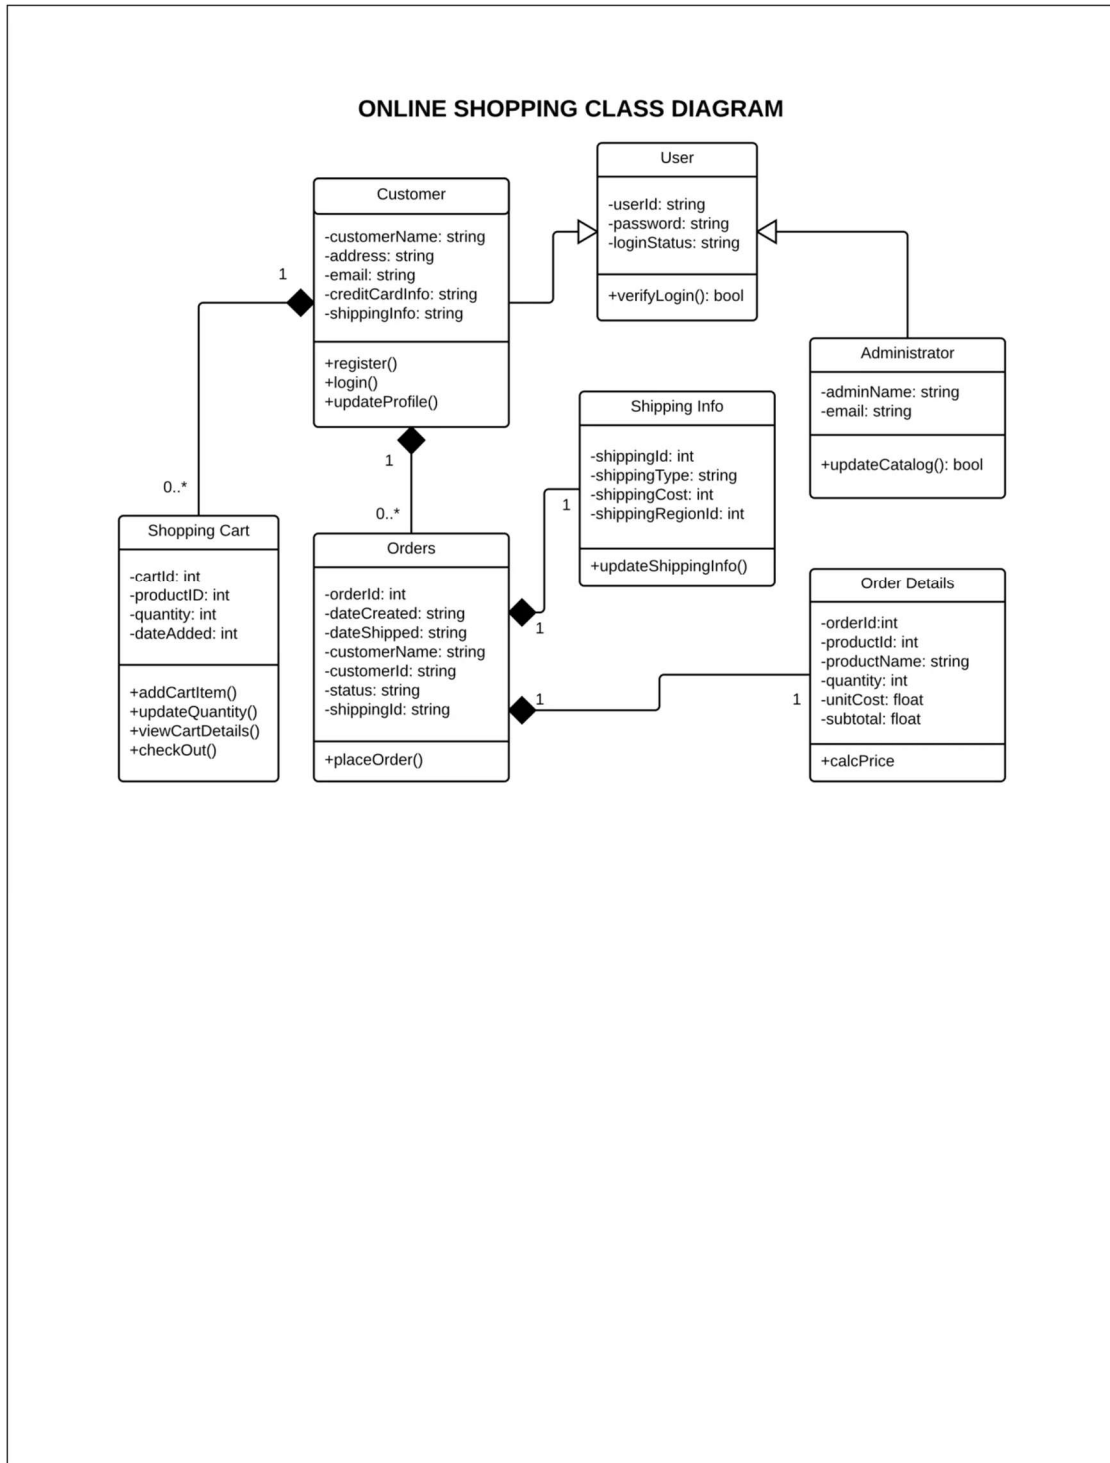 ONLINE SHOPPING CLASS DIAGRAM
User
-userId: string
-password: string
-loginStatus: string
+verifyLogin(): bool
Customer
-customerName: string
-address: string
-email: string
-creditCardInfo: string
-shippingInfo: string
+register()
+login()
+updateProfile()
1
1
0..*
0..*
Administrator
-adminName: string
-email: string
+updateCatalog(): bool
Shipping Info
-shippingId: int
-shippingType: string
-shippingCost: int
-shippingRegionId: int
+updateShippingInfo()
1
1
Shopping Cart
-cartId: int
-productID: int
-quantity: int
-dateAdded: int
+addCartItem()
+updateQuantity()
+viewCartDetails()
+checkOut()
Orders
-orderId: int
-dateCreated: string
-dateShipped: string
-customerName: string
-customerId: string
-status: string
-shippingId: string
+placeOrder()
1
1
Order Details
-orderId:int
-productId: int
-productName: string
-quantity: int
-unitCost: float
-subtotal: float
+calcPrice